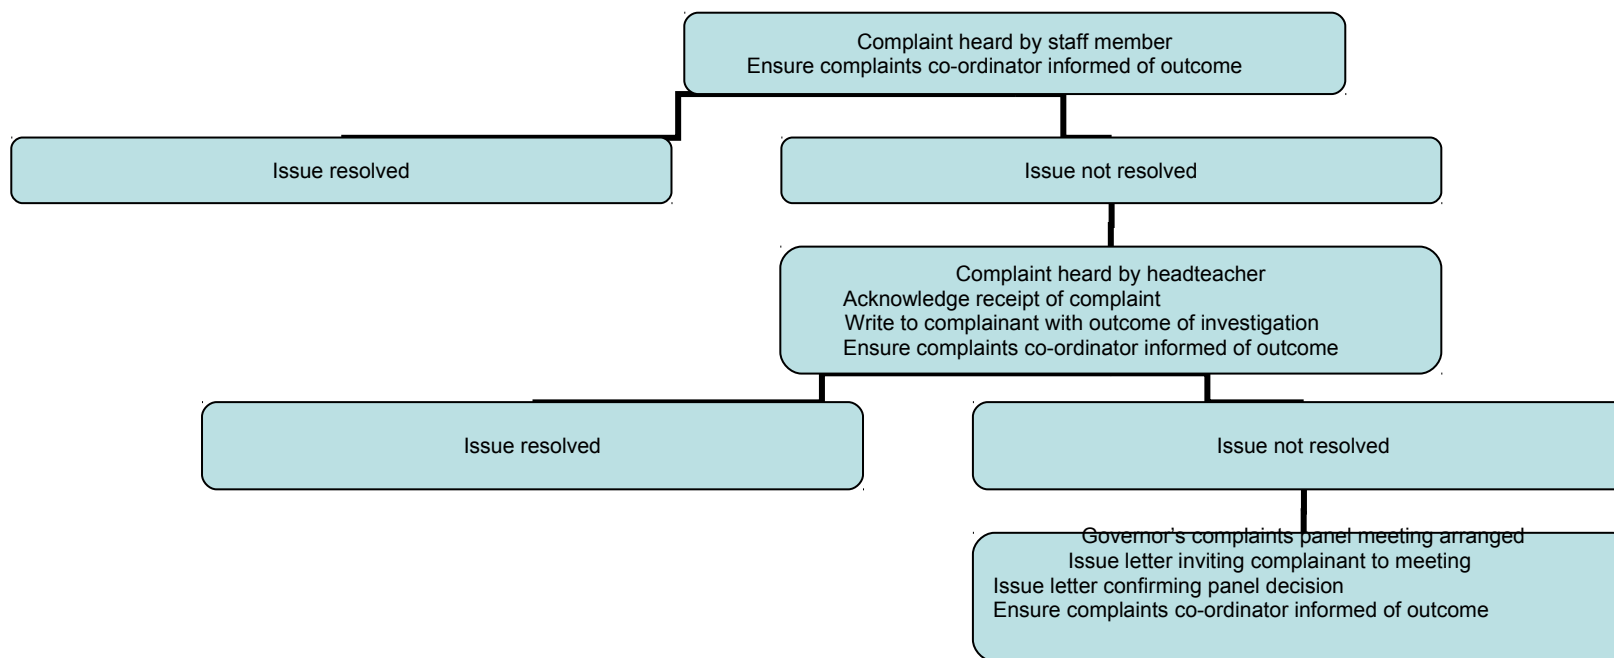 Complaint heard by staff member
Ensure complaints co-ordinator informed of outcome
Issue resolved
Issue not resolved
Complaint heard by headteacher
Acknowledge receipt of complaint
Write to complainant with outcome of investigation
Ensure complaints co-ordinator informed of outcome
Issue resolved
Issue not resolved
Governor’s complaints panel meeting arranged
Issue letter inviting complainant to meeting
Issue letter confirming panel decision
Ensure complaints co-ordinator informed of outcome